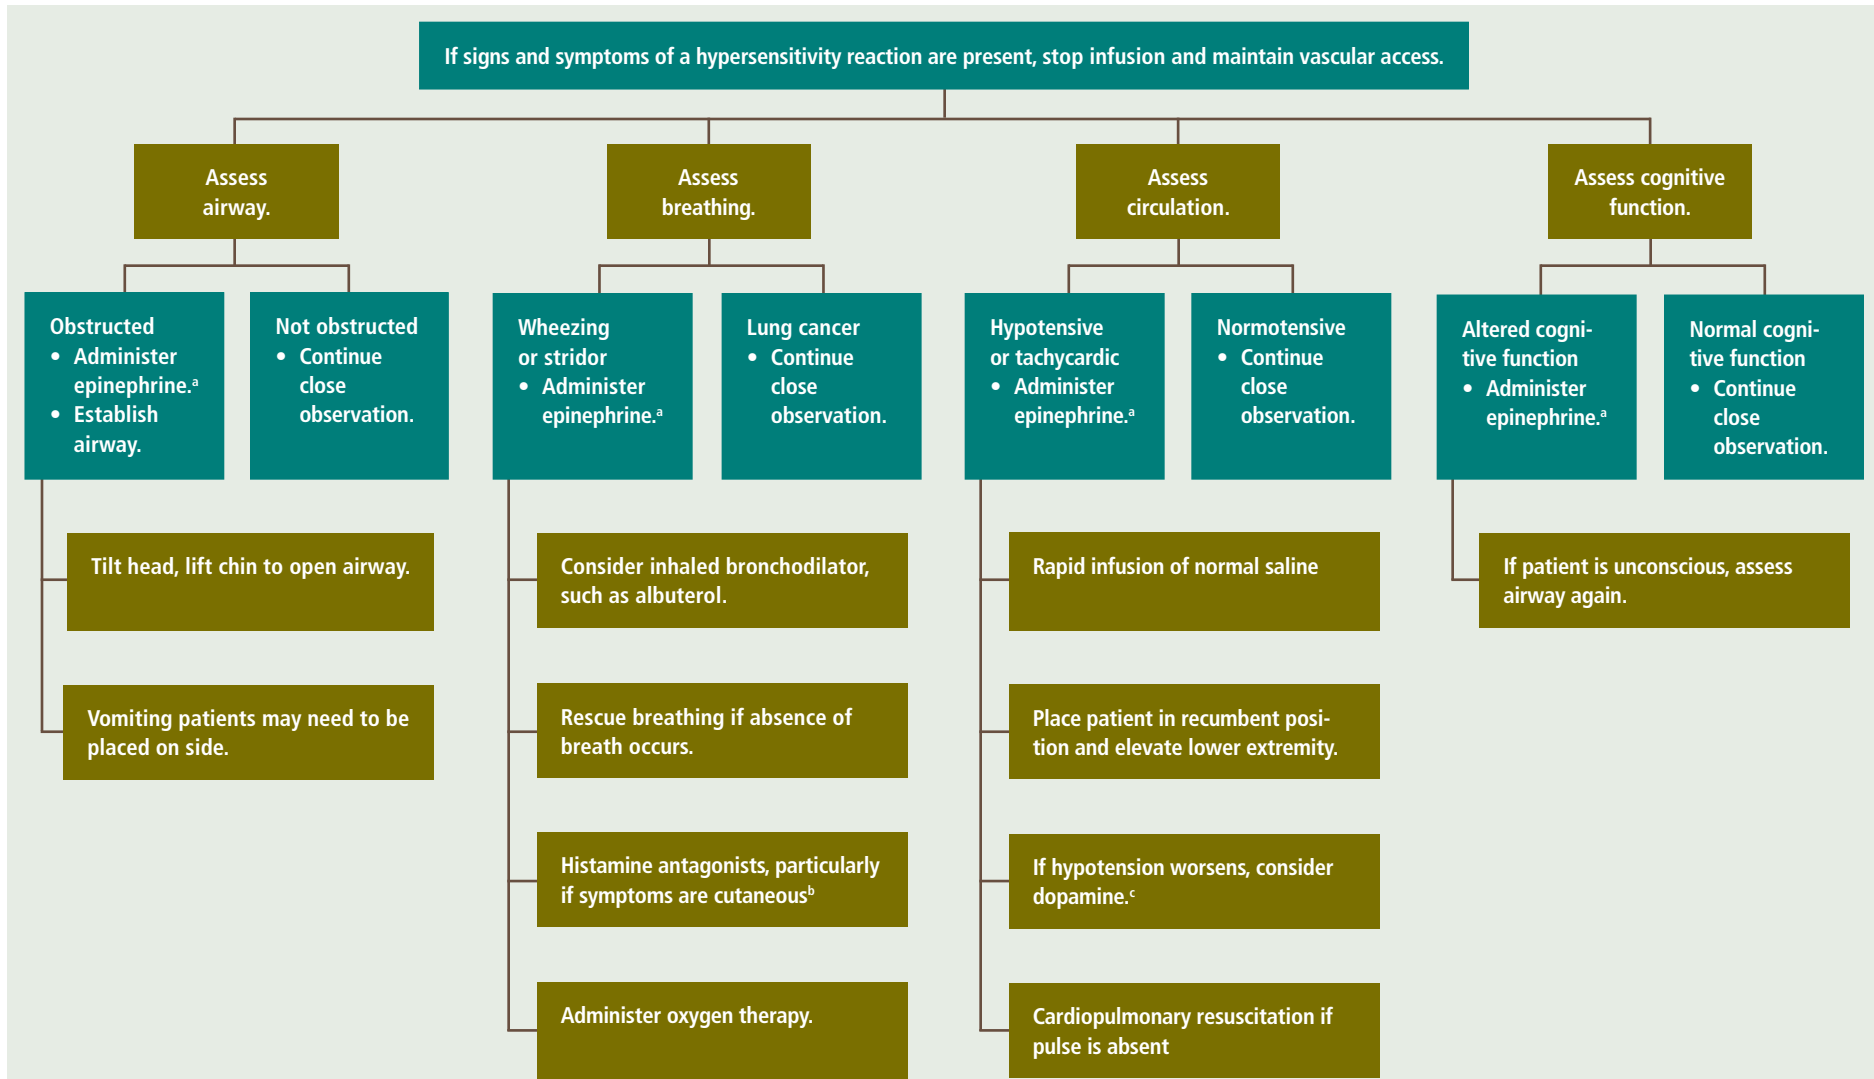 If signs and symptoms of a hypersensitivity reaction are present, stop infusion and maintain vascular access.
Assess
airway.
Obstructed
• Administer
epinephrine.ᵃ
• Establish
airway.
Not obstructed
• Continue
close
observation.
Tilt head, lift chin to open airway.
Vomiting patients may need to be
placed on side.
Assess
breathing.
Wheezing
or stridor
• Administer
epinephrine.ᵃ
Lung cancer
• Continue
close
observation.
Consider inhaled bronchodilator,
such as albuterol.
Rescue breathing if absence of
breath occurs.
Histamine antagonists, particularly
if symptoms are cutaneousᵇ
Administer oxygen therapy.
Assess
circulation.
Hypotensive
or tachycardic
• Administer
epinephrine.ᵃ
Normotensive
• Continue
close
observation.
Rapid infusion of normal saline
Place patient in recumbent posi-
tion and elevate lower extremity.
If hypotension worsens, consider
dopamine.ᶜ
Cardiopulmonary resuscitation if
pulse is absent
Assess cognitive
function.
Altered cogni-
tive function
• Administer
epinephrine.ᵃ
Normal cogni-
tive function
• Continue
close
observation.
If patient is unconscious, assess
airway again.